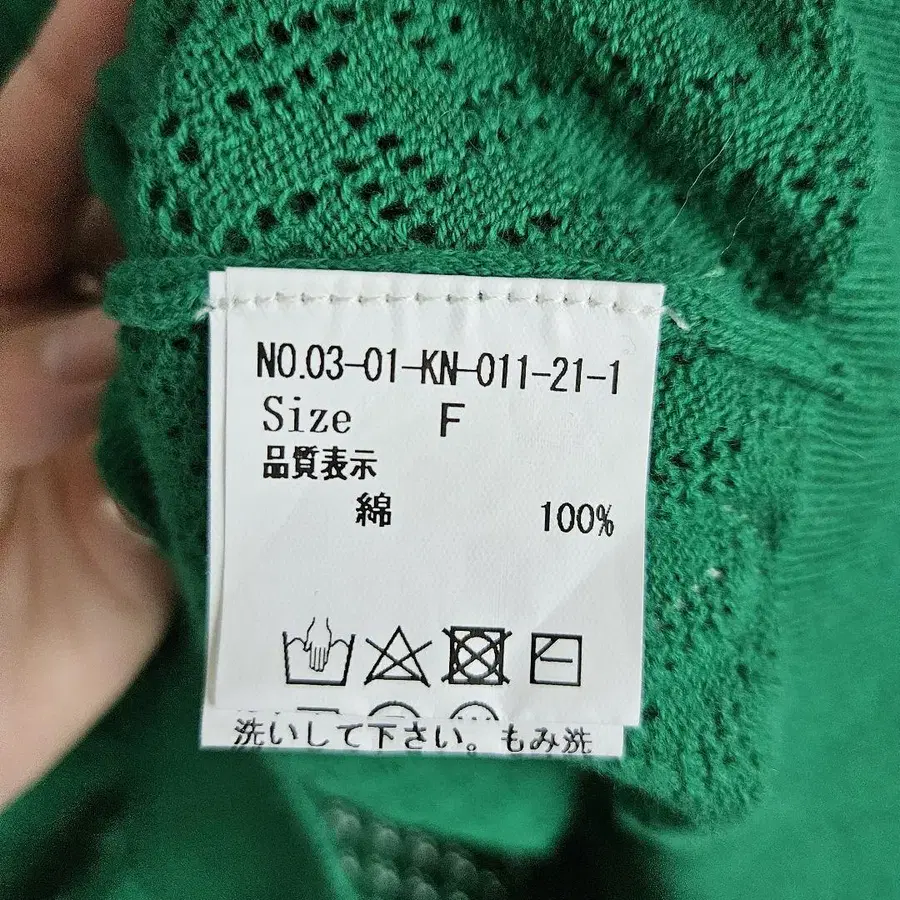 NO.03-01-KN-011-21-1
Size F
品質表示
綿 100%
洗いして下さい。もみ洗